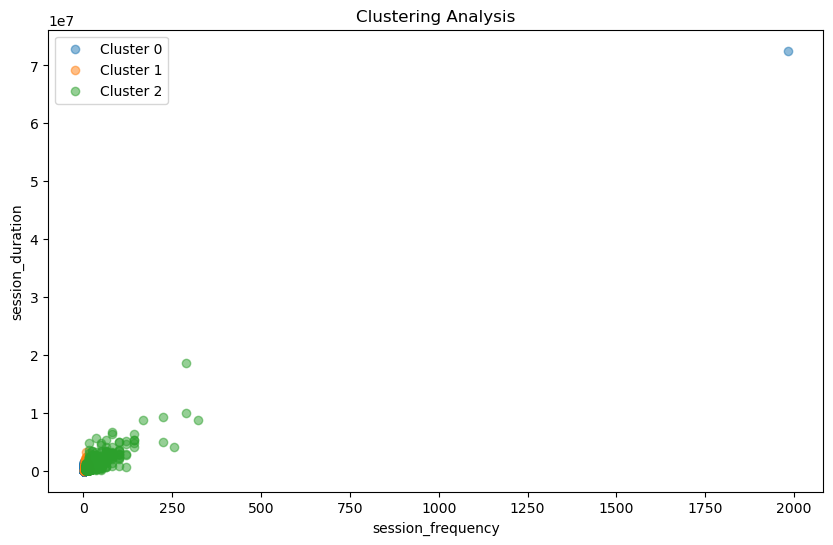 Clustering Analysis
1e7
Cluster 0
Cluster 1
Cluster 2
7
6
5
4
3
2
1
0
session_duration
0 250 500 750 1000 1250 1500 1750 2000
session_frequency